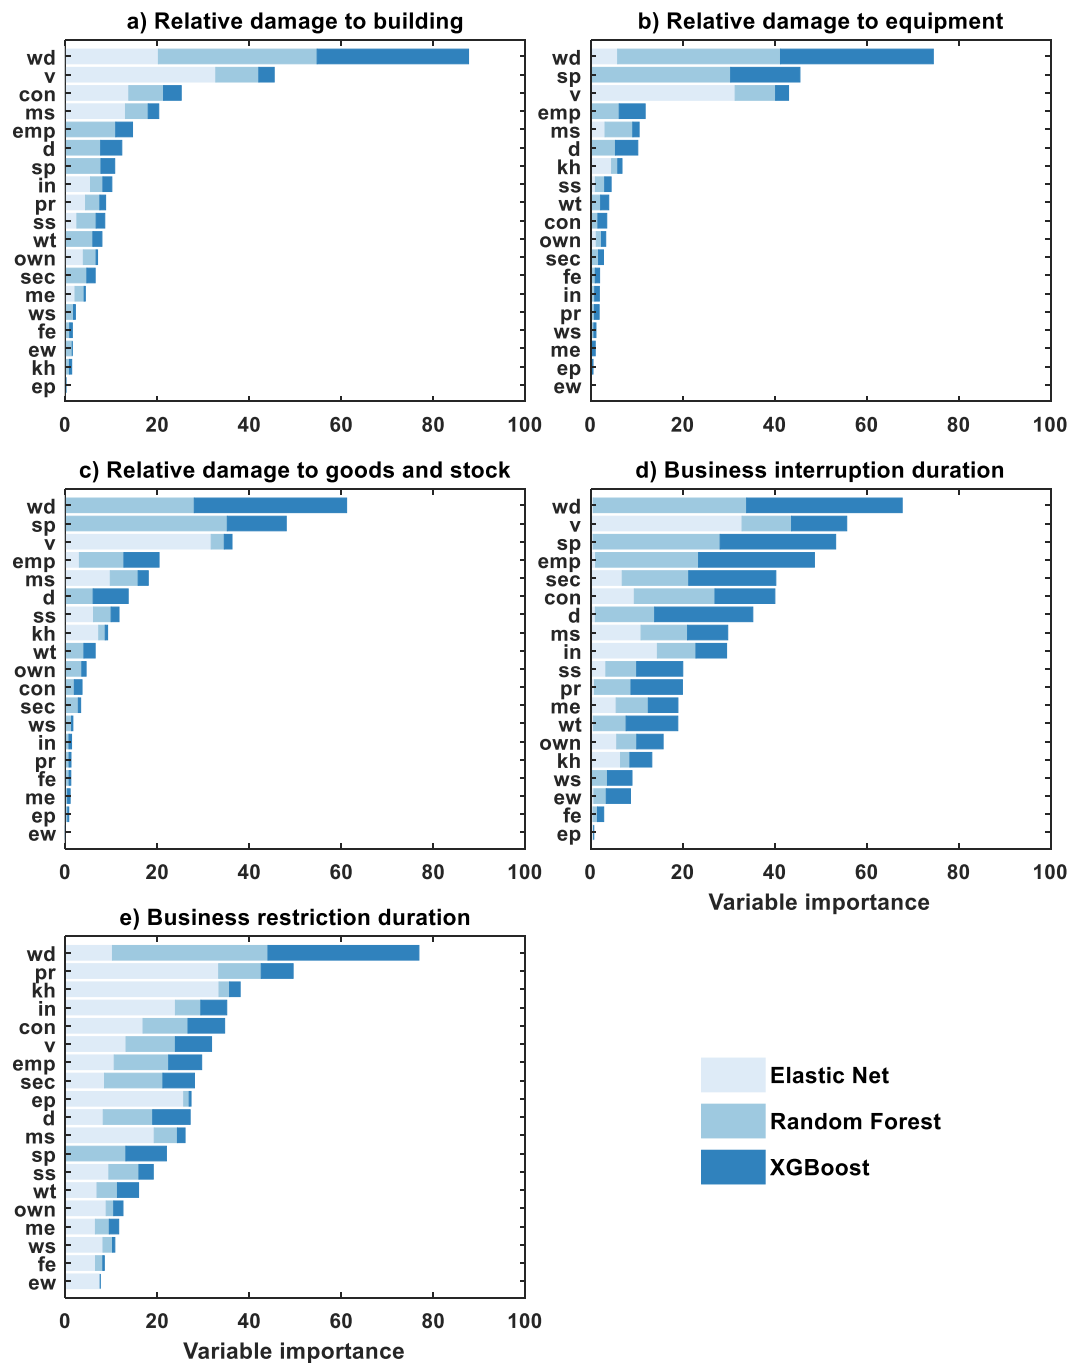 a) Relative damage to building
wd
v
con
ms
emp
d
sp
in
pr
ss
wt
own
sec
me
ws
fe
ew
kh
ep
0 20 40 60 80 100
b) Relative damage to equipment
wd
sp
v
emp
ms
d
kh
ss
wt
con
own
sec
fe
in
pr
ws
me
ep
ew
0 20 40 60 80 100
c) Relative damage to goods and stock
wd
sp
v
emp
ms
d
ss
kh
wt
own
con
sec
ws
in
pr
fe
me
ep
ew
0 20 40 60 80 100
d) Business interruption duration
wd
v
sp
emp
sec
con
d
ms
in
ss
pr
me
wt
own
kh
ws
ew
fe
ep
0 20 40 60 80 100
Variable importance
e) Business restriction duration
wd
pr
kh
in
con
v
emp
sec
ep
d
ms
sp
ss
wt
own
me
ws
fe
ew
0 20 40 60 80 100
Variable importance
Elastic Net
Random Forest
XGBoost